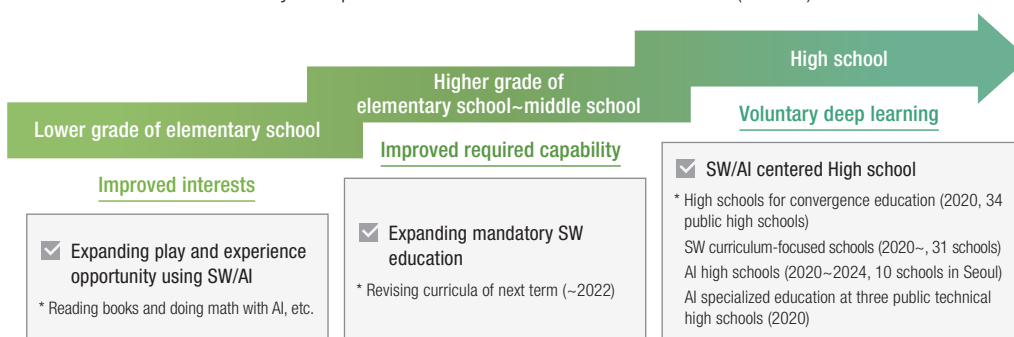 Lower grade of elementary school
Improved interests
Expanding play and experience
opportunity using SW/AI
* Reading books and doing math with AI, etc.
Higher grade of
elementary school~middle school
Improved required capability
Expanding mandatory SW
education
* Revising curricula of next term (~2022)
High school
Voluntary deep learning
SW/AI centered High school
* High schools for convergence education (2020, 34
public high schools)
SW curriculum-focused schools (2020~, 31 schools)
AI high schools (2020~2024, 10 schools in Seoul)
AI specialized education at three public technical
high schools (2020)